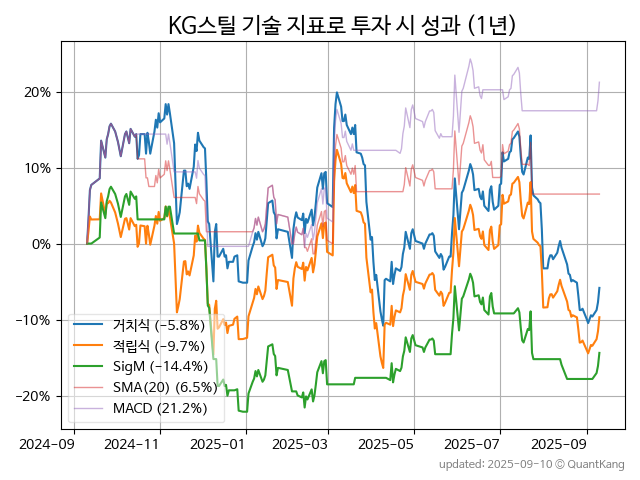 KG스틸 기술 지표로 투자 시 성과 (1년)
20%
10%
0%
−10%
−20%
거치식 (−5.8%)
적립식 (−9.7%)
SigM (−14.4%)
SMA(20) (6.5%)
MACD (21.2%)
2024-09
2024-11
2025-01
2025-03
2025-05
2025-07
2025-09
updated: 2025-09-10 © QuantKang